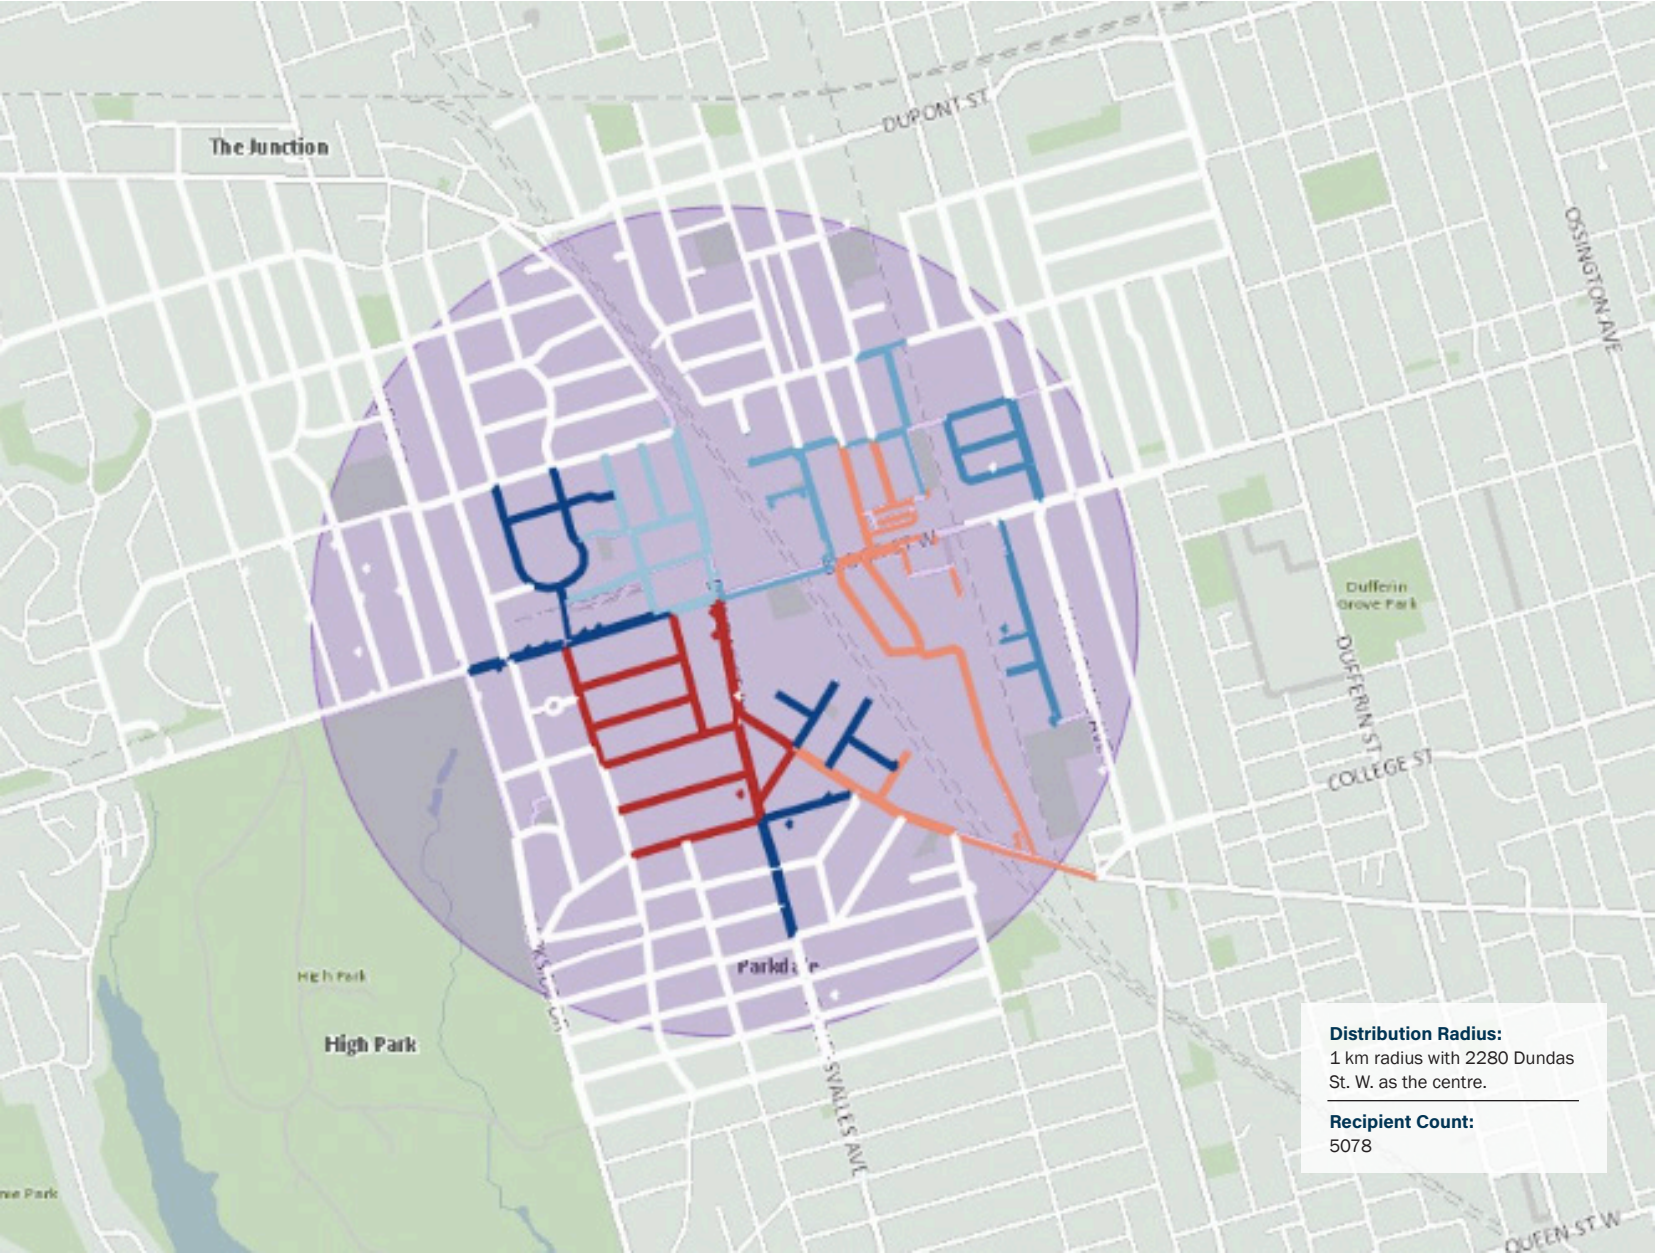 DUPONT ST
The Junction
OSSINGTON AVE
ST W
Dufferin
Grove Park
DUFFERIN ST
COLLEGE ST
High Park
High Park
SVALLES AVE
Distribution Radius:
1 km radius with 2280 Dundas
St. W. as the centre.
Recipient Count:
5078
QUEEN ST W